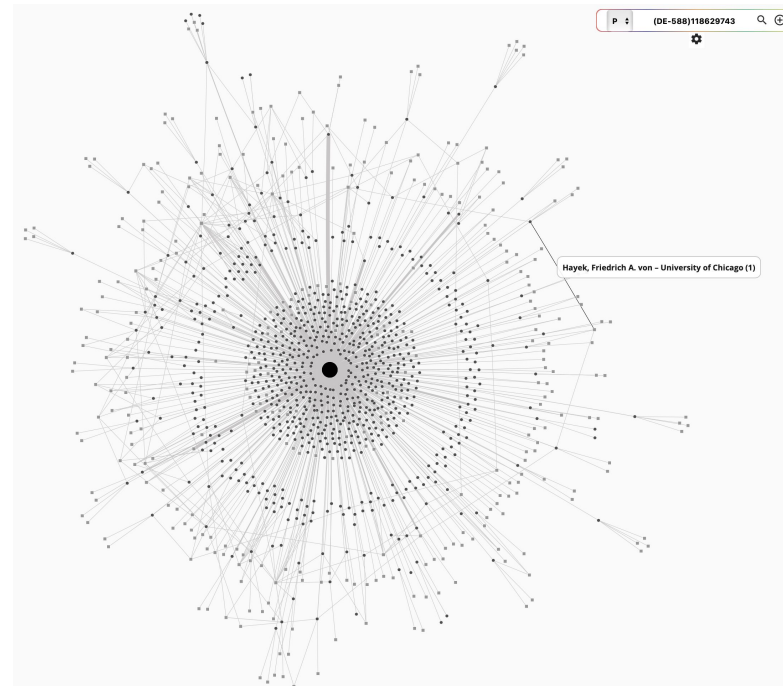 P (DE-588)118629743
Hayek, Friedrich A. von – University of Chicago (1)